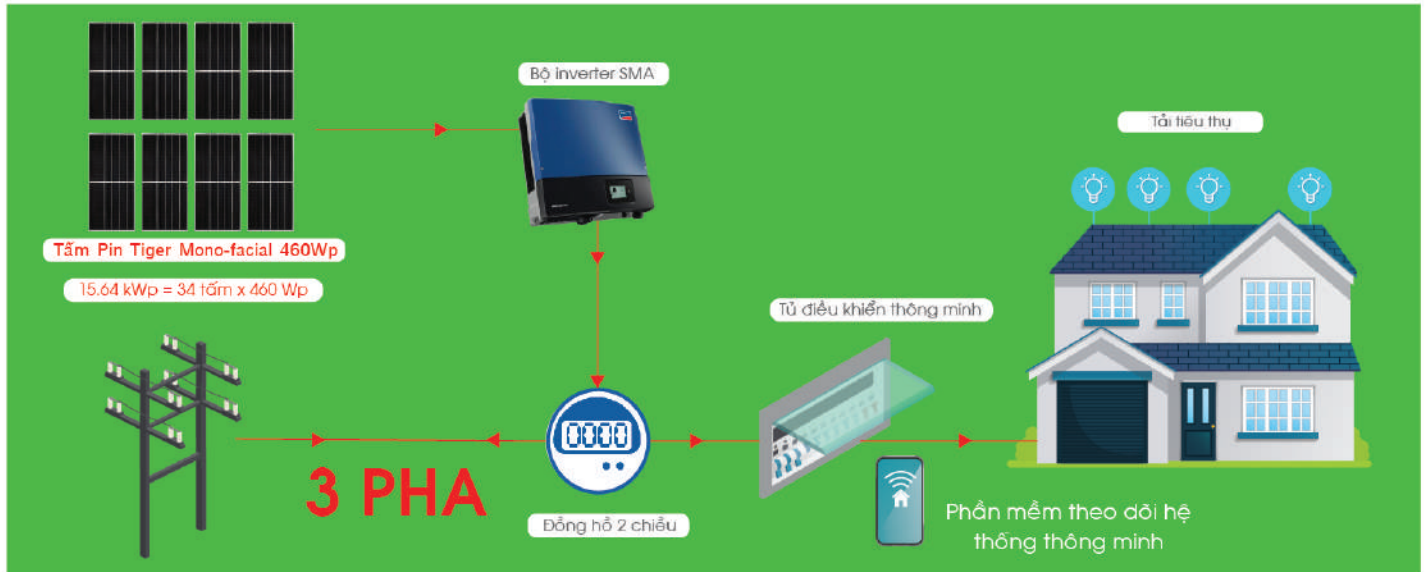 Bộ inverter SMA
Tải tiêu thụ
Tấm Pin Tiger Mono-facial 460Wp
15.64 kWp = 34 tấm x 460 Wp
Tủ điều khiển thông minh
0000
3 PHA
Đồng hồ 2 chiều
Phần mềm theo dõi hệ
thống thông minh